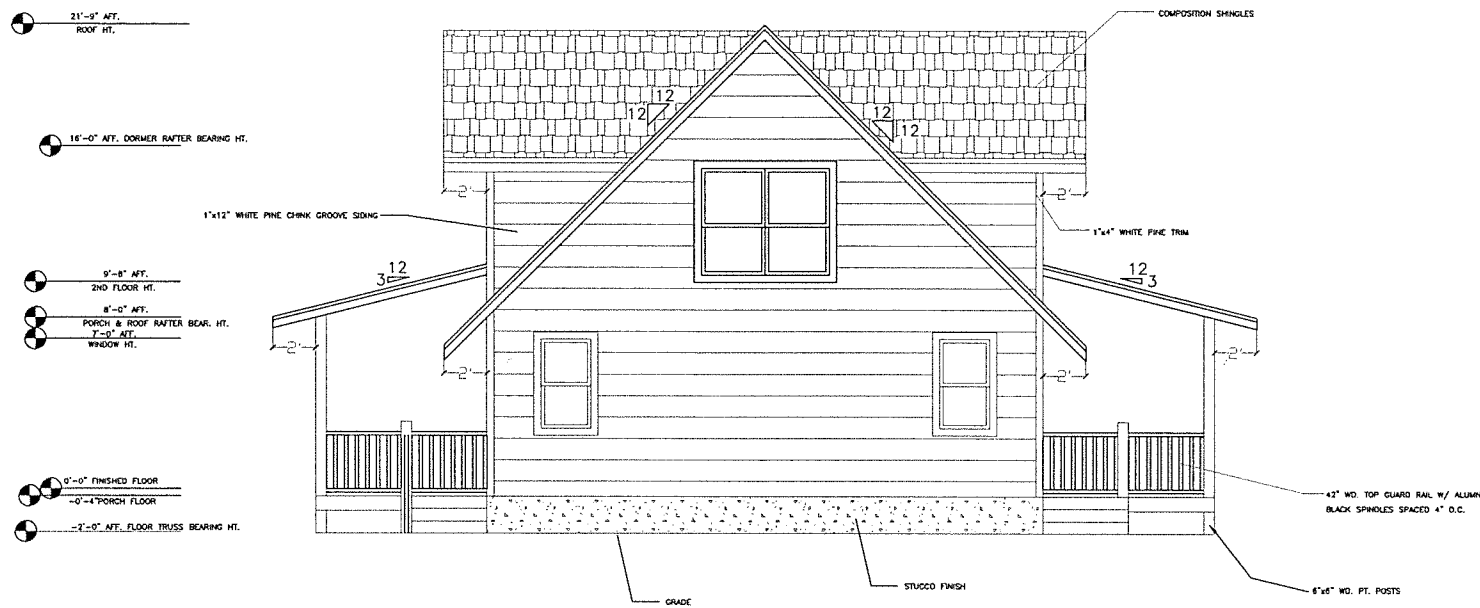 21'-9" AFF.
ROOF HT.
COMPOSITION SHINGLES
12
12
12
12
16'-0" AFF. DORMER RAFTER BEARING HT.
2'
2'
1"x12" WHITE PINE CHINK GROOVE SIDING
1"x4" WHITE PINE TRIM
9'-8" AFF.
2ND FLOOR HT.
12
3
12
3
8'-0" AFF.
PORCH & ROOF RAFTER BEAR. HT.
7'-0" AFF.
WINDOW HT.
2'
2'
2'
2'
0'-0" FINISHED FLOOR
-0'-4" PORCH FLOOR
-2'-0" AFF. FLOOR TRUSS BEARING HT.
42" WD. TOP GUARD RAIL W/ ALUMN
BLACK SPINDLES SPACED 4" O.C.
STUCCO FINISH
6"x6" WD. PT. POSTS
GRADE